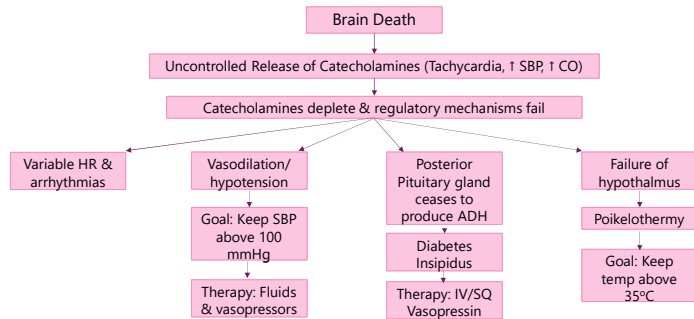 Brain Death
Uncontrolled Release of Catecholamines (Tachycardia, ↑ SBP, ↑ CO)
Catecholamines deplete & regulatory mechanisms fail
Variable HR &
arrhythmias
Vasodilation/
hypotension
Goal: Keep SBP
above 100
mmHg
Therapy: Fluids
& vasopressors
Posterior
Pituitary gland
ceases to
produce ADH
Diabetes
Insipidus
Therapy: IV/SQ
Vasopressin
Failure of
hypothalmus
Poikelothermy
Goal: Keep
temp above
35ºC